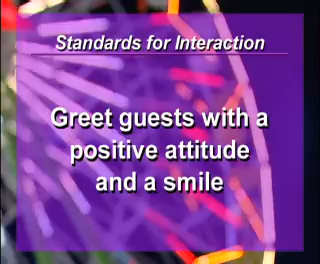 Standards for Interaction
Greet guests with a
positive attitude
and a smile